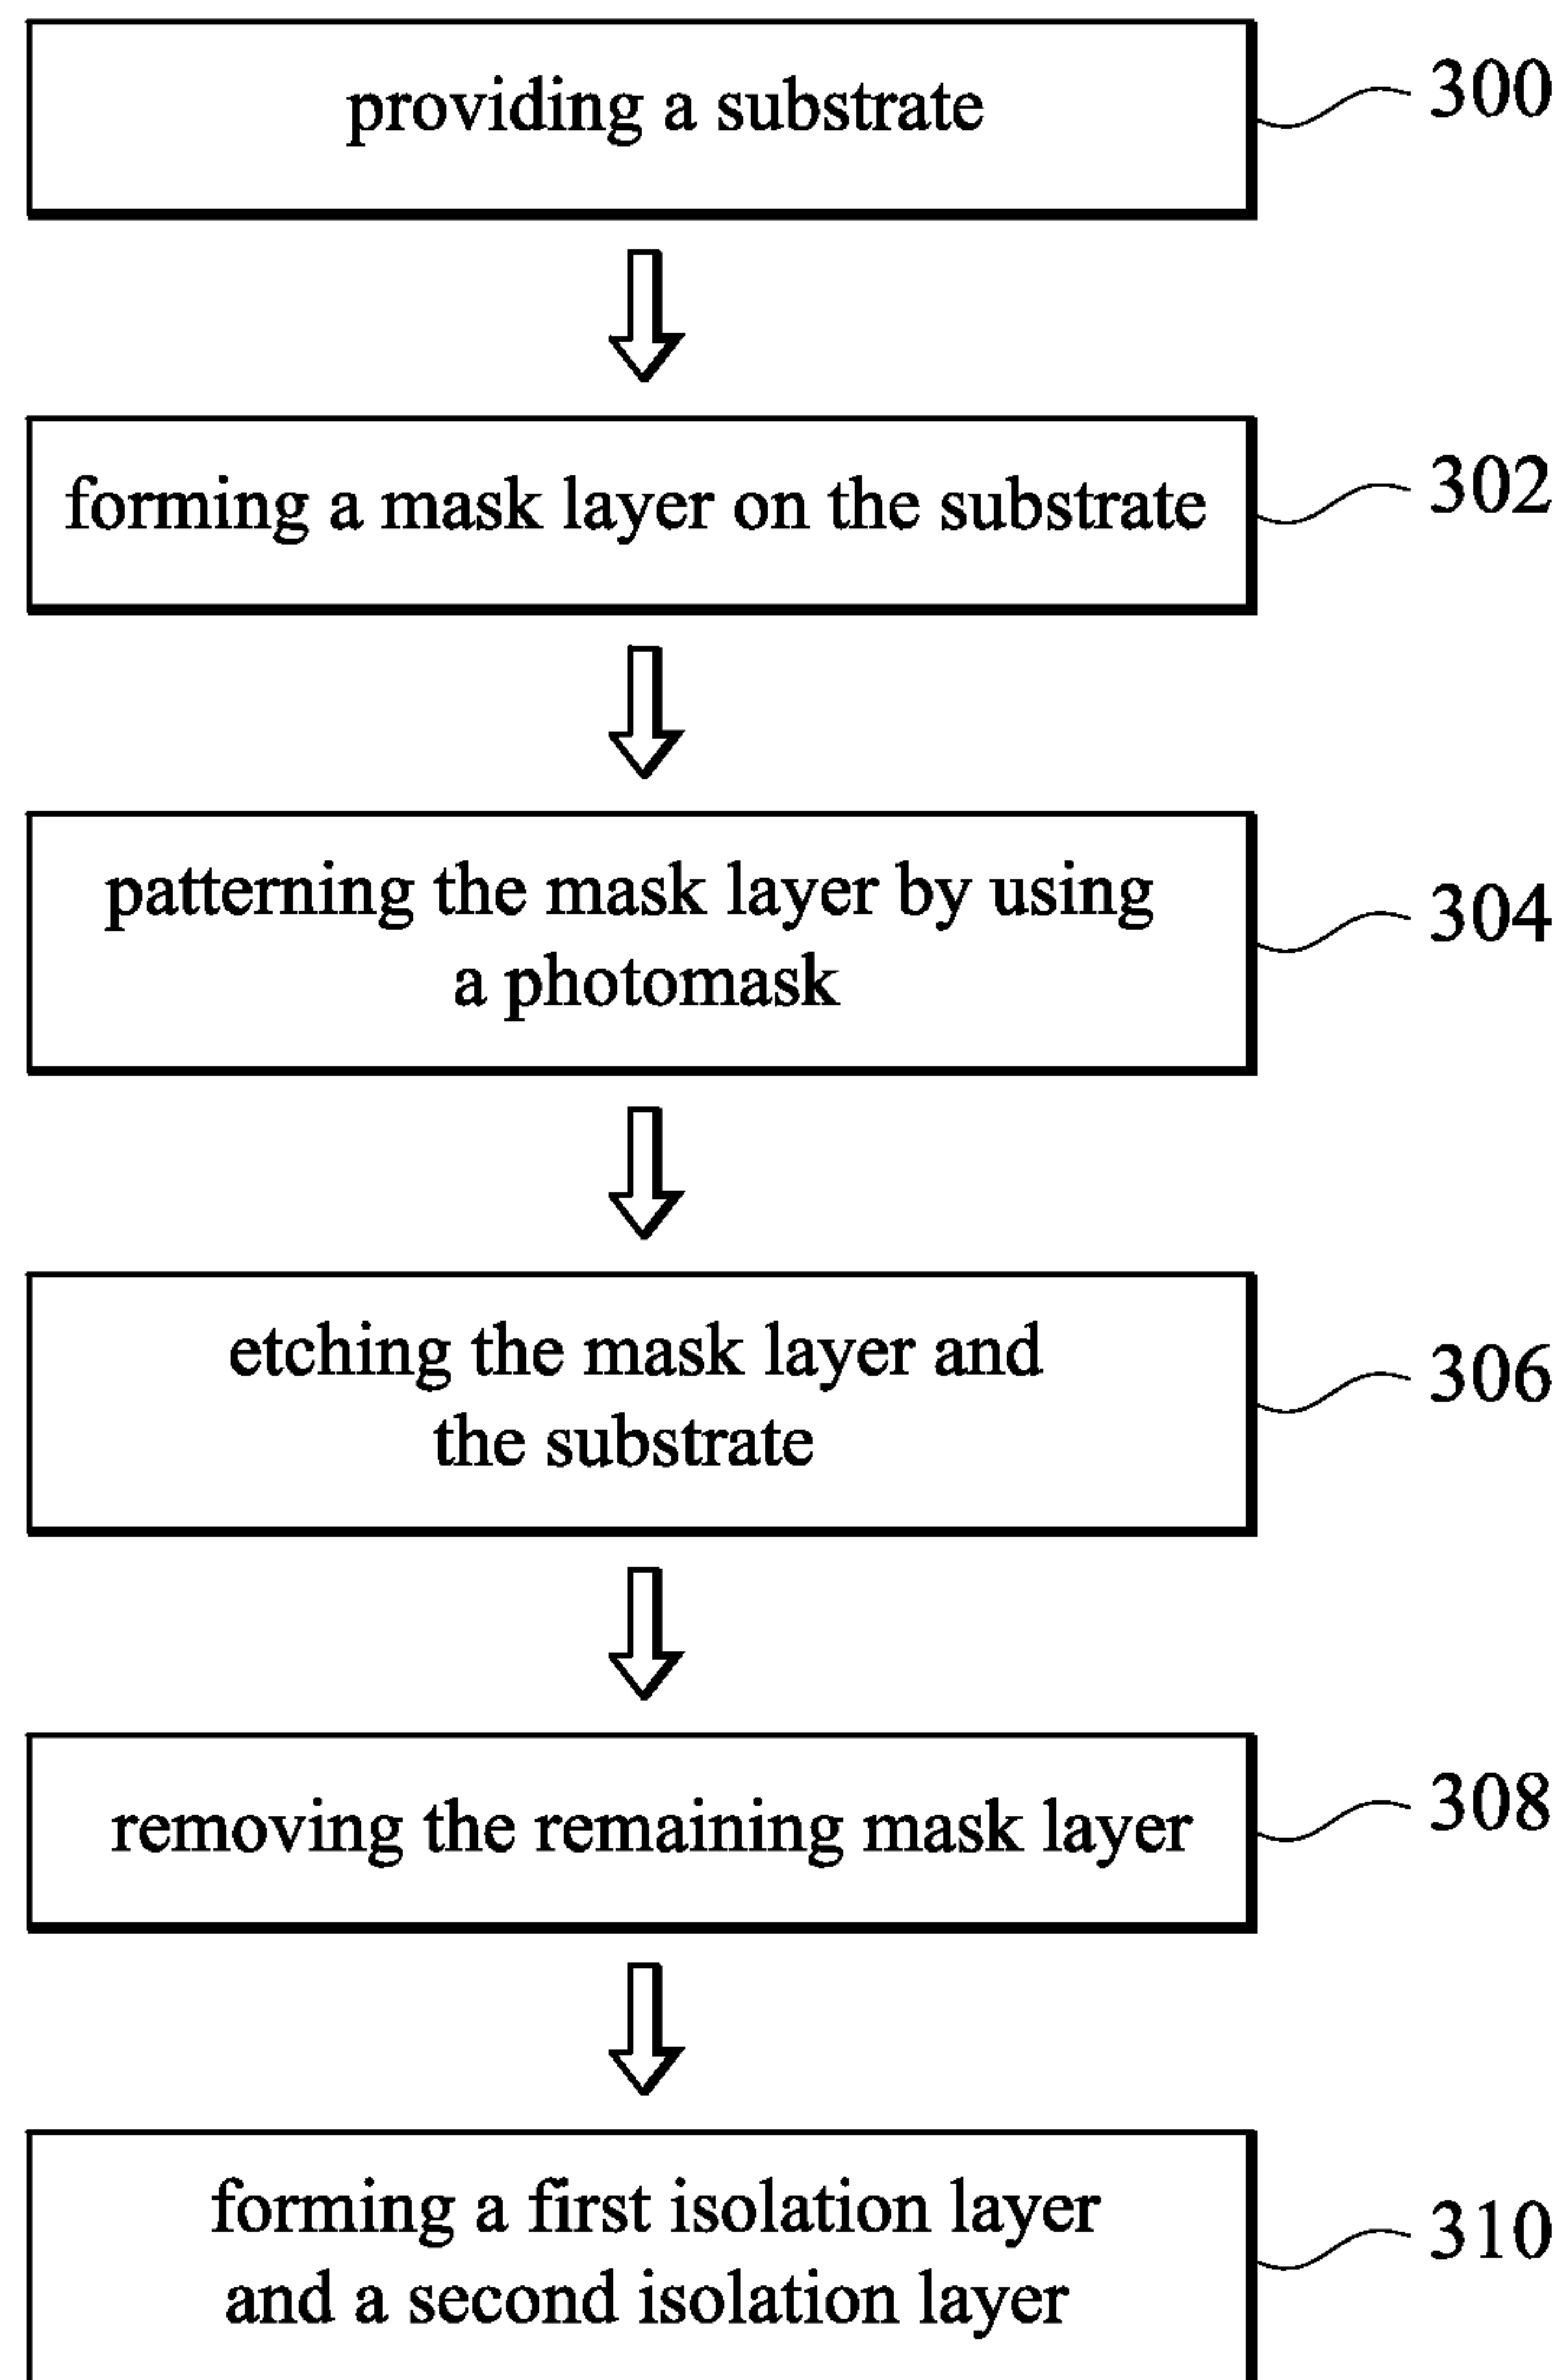 providing a substrate
300
forming a mask layer on the substrate
302
patterning the mask layer by using
a photomask
304
etching the mask layer and
the substrate
306
removing the remaining mask layer
308
forming a first isolation layer
and a second isolation layer
310